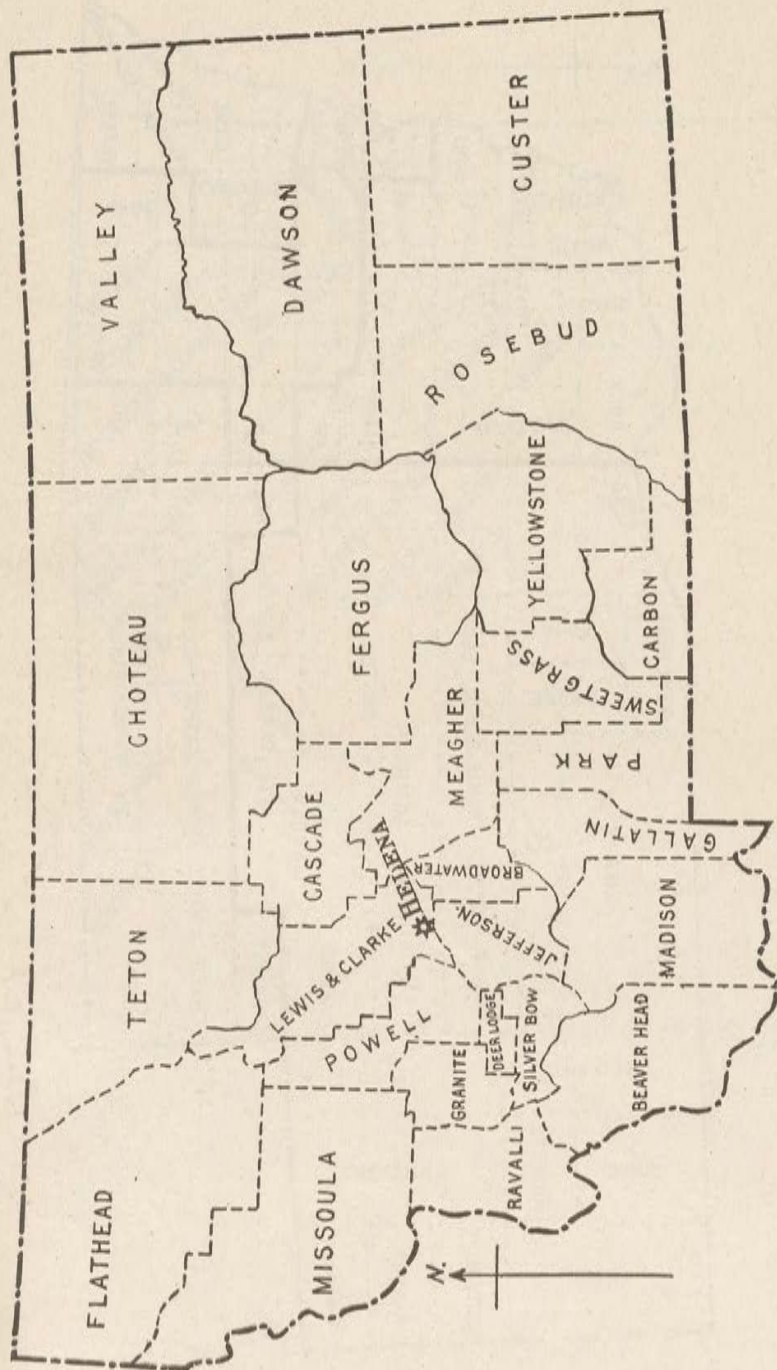 FLATHEAD
TETON
CHOTEAU
VALLEY
MISSOULA
LEWIS & CLARKE
CASCADE
FERGUS
DAWSON
POWELL
HELENA
MEAGHER
GRANITE
DEER LODGE
JEFFERSON.
BROADWATER
ROSEBUD
CUSTER
RAVALLI
SILVER BOW
YELLOWSTONE
SWEETGRASS
BEAVER HEAD
MADISON
GALLATIN
PARK
CARBON
N.